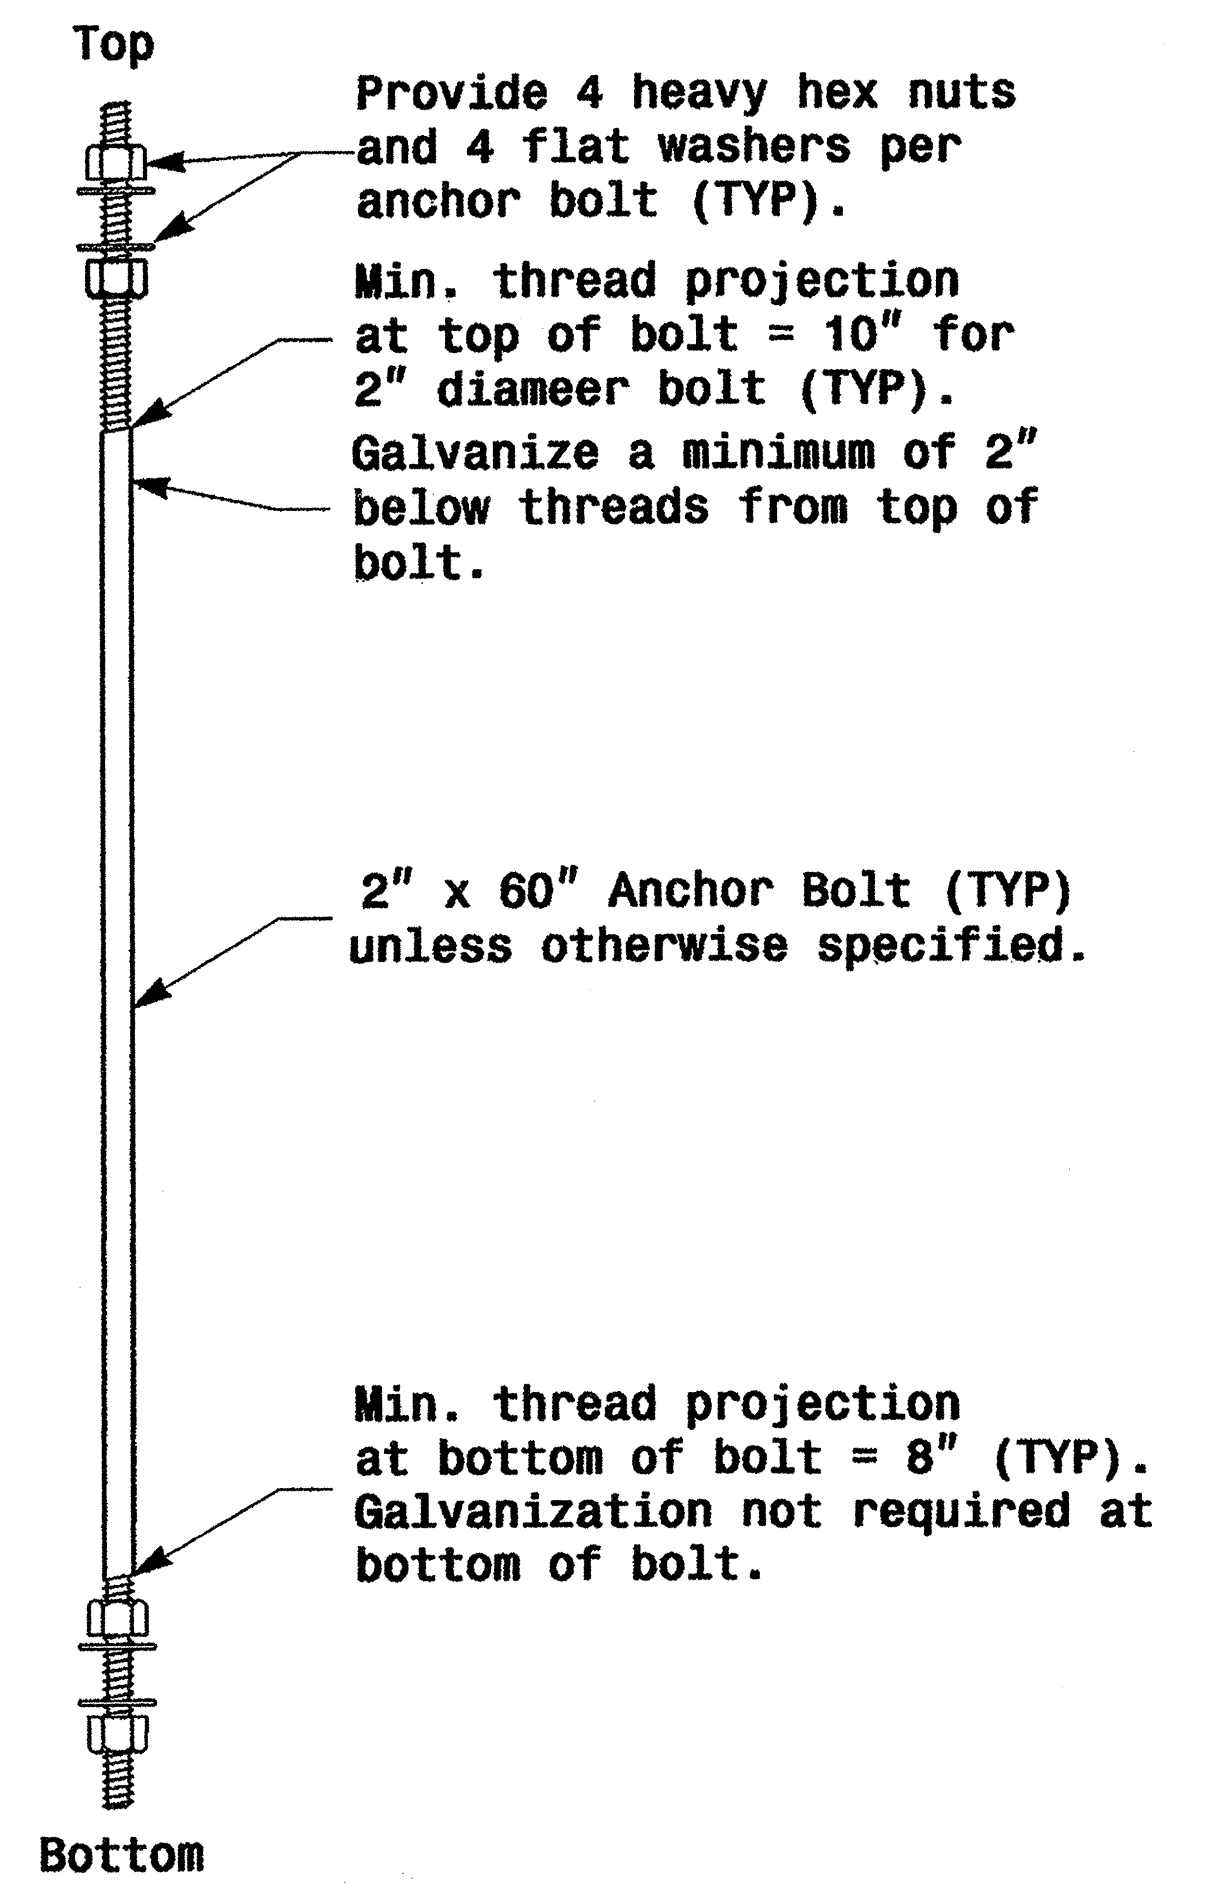 Top
Provide 4 heavy hex nuts
and 4 flat washers per
anchor bolt (TYP).
Min. thread projection
at top of bolt = 10" for
2" diameer bolt (TYP).
Galvanize a minimum of 2"
below threads from top of
bolt.
2" x 60" Anchor Bolt (TYP)
unless otherwise specified.
Min. thread projection
at bottom of bolt = 8" (TYP).
Galvanization not required at
bottom of bolt.
Bottom